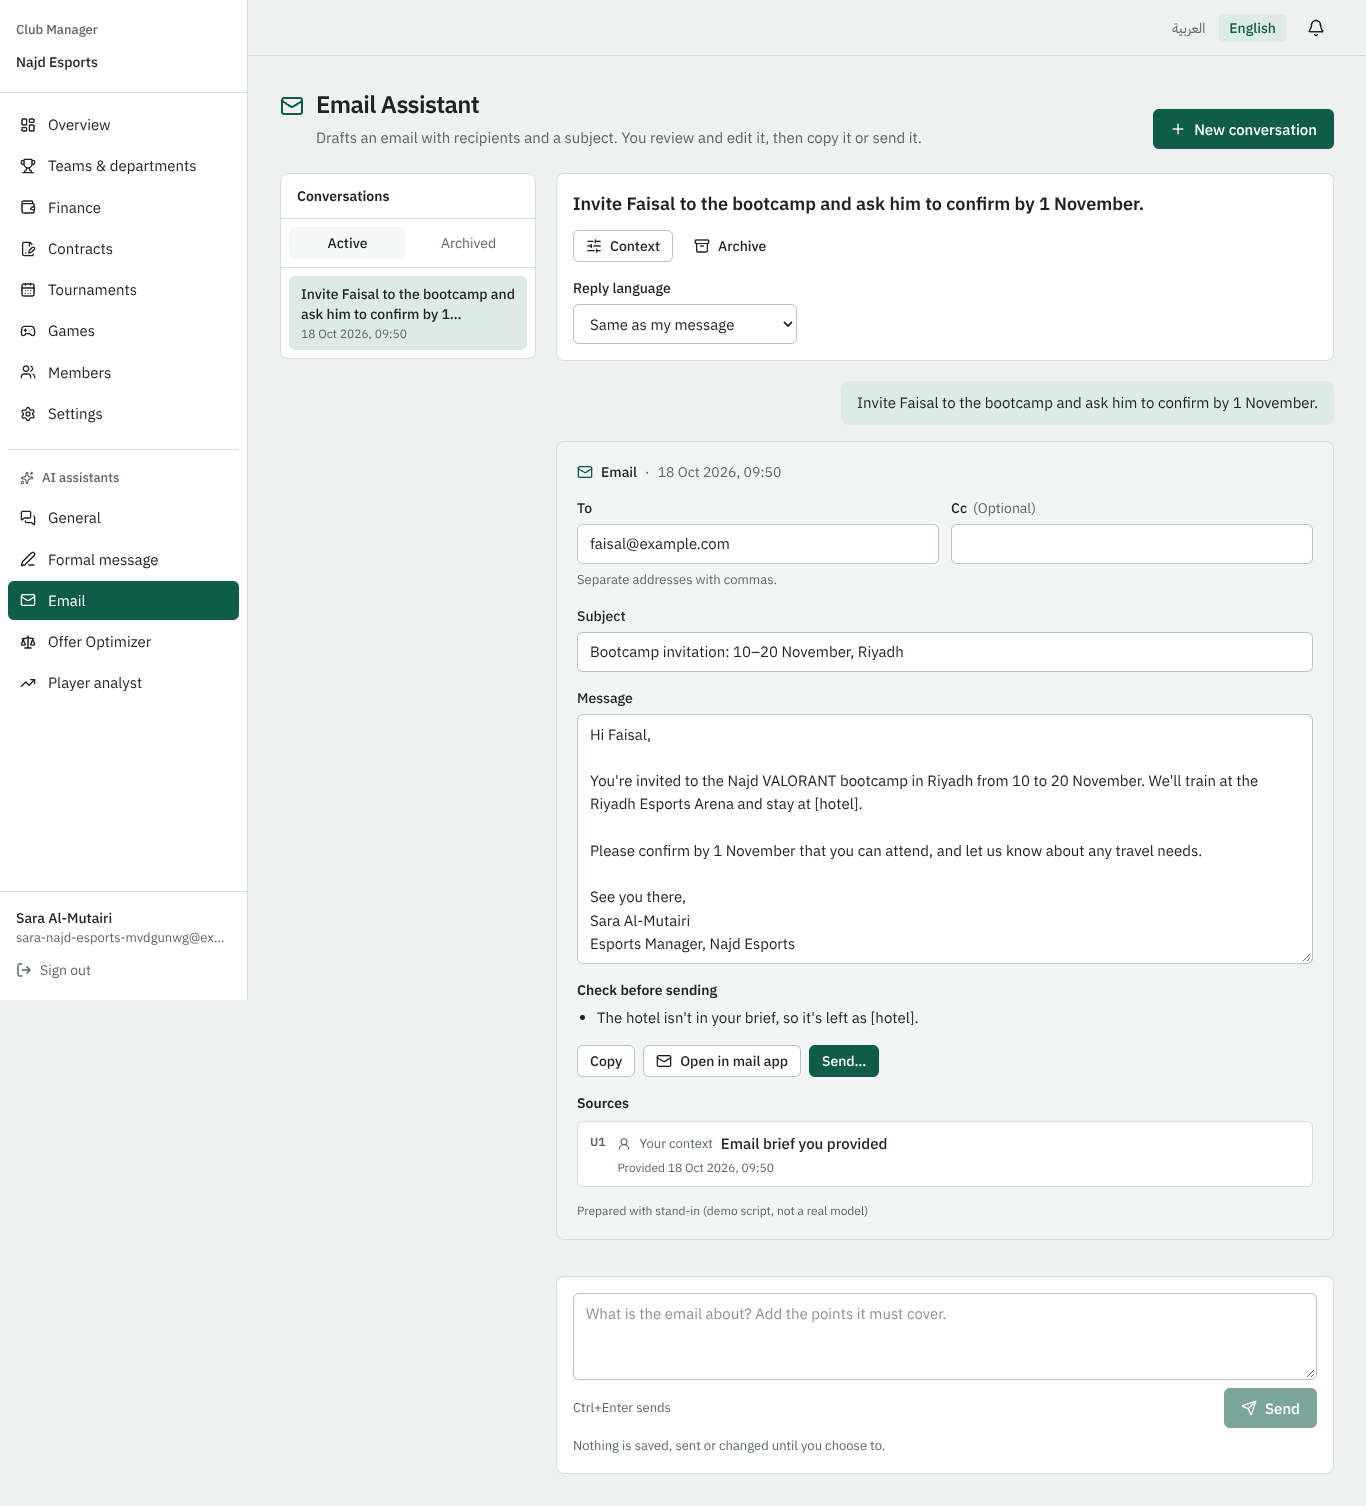 Club Manager
Najd Esports
Overview
Teams & departments
Finance
Contracts
Tournaments
Games
Members
Settings
AI assistants
General
Formal message
Email
Offer Optimizer
Player analyst
Sara Al-Mutairi
sara-najd-esports-mvdgunwg@ex...
Sign out
العربية
English
Email Assistant
Drafts an email with recipients and a subject. You review and edit it, then copy it or send it.
New conversation
Conversations
Active
Archived
Invite Faisal to the bootcamp and
ask him to confirm by 1...
18 Oct 2026, 09:50
Invite Faisal to the bootcamp and ask him to confirm by 1 November.
Context
Archive
Reply language
Same as my message
Invite Faisal to the bootcamp and ask him to confirm by 1 November.
Email · 18 Oct 2026, 09:50
To
faisal@example.com
Separate addresses with commas.
Cc (Optional)
Subject
Bootcamp invitation: 10–20 November, Riyadh
Message
Hi Faisal,
You're invited to the Najd VALORANT bootcamp in Riyadh from 10 to 20 November. We'll train at the
Riyadh Esports Arena and stay at [hotel].
Please confirm by 1 November that you can attend, and let us know about any travel needs.
See you there,
Sara Al-Mutairi
Esports Manager, Najd Esports
Check before sending
• The hotel isn't in your brief, so it's left as [hotel].
Copy
Open in mail app
Send...
Sources
U1 Your context Email brief you provided
Provided 18 Oct 2026, 09:50
Prepared with stand-in (demo script, not a real model)
What is the email about? Add the points it must cover.
Ctrl+Enter sends
Send
Nothing is saved, sent or changed until you choose to.